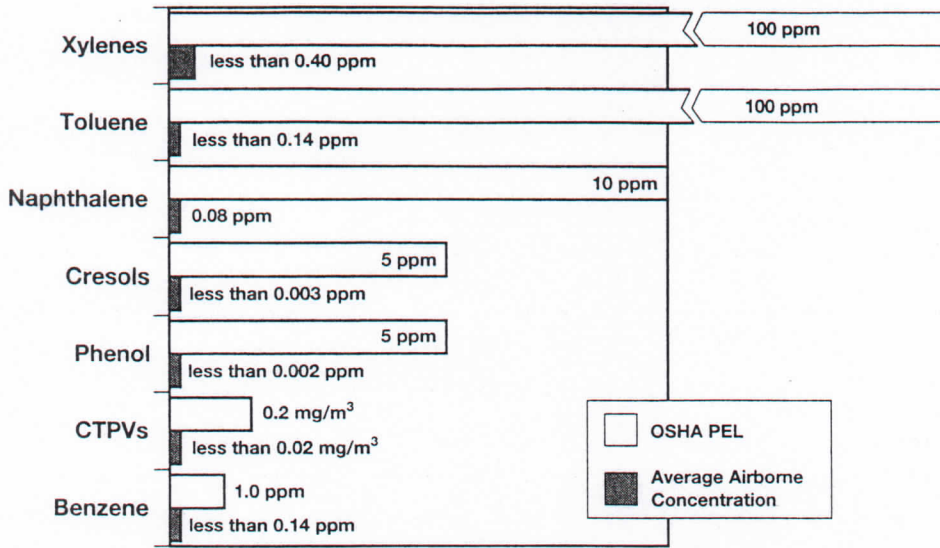 Xylenes
100 ppm
less than 0.40 ppm
Toluene
100 ppm
less than 0.14 ppm
Naphthalene
10 ppm
0.08 ppm
Cresols
5 ppm
less than 0.003 ppm
Phenol
5 ppm
less than 0.002 ppm
CTPVs
0.2 mg/m³
less than 0.02 mg/m³
Benzene
1.0 ppm
less than 0.14 ppm
OSHA PEL
Average Airborne
Concentration